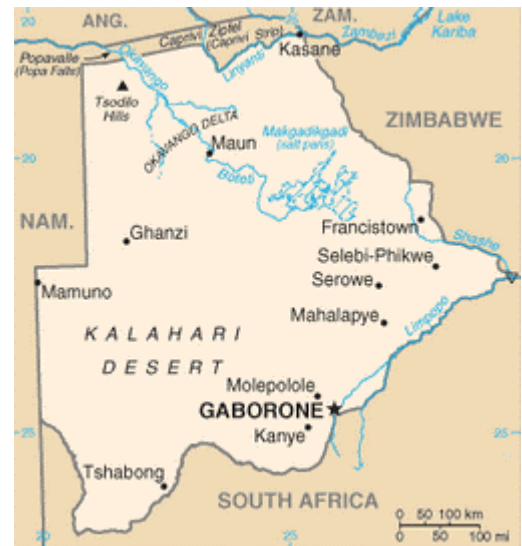 ANG.
ZAM.
Lake
Kariba
Caprivi Zipfel
(Caprivi Strip)
Zambezi
Popavalle
(Popa Falls)
Okavango
Linyanti
Kasane
Tsodilo
Hills
OKAVANGO DELTA
Makgadikgadi
(salt pans)
ZIMBABWE
20
Maun
20
Boteti
NAM.
Francistown
Ghanzi
Shashe
Selebi-Phikwe
Serowe
Mamuno
Mahalapye
Limpopo
KALAHARI
DESERT
Molepolole
GABORONE
25
Kanye
25
Tshabong
SOUTH AFRICA
0 50 100 km
0 50 100 mi
20
25